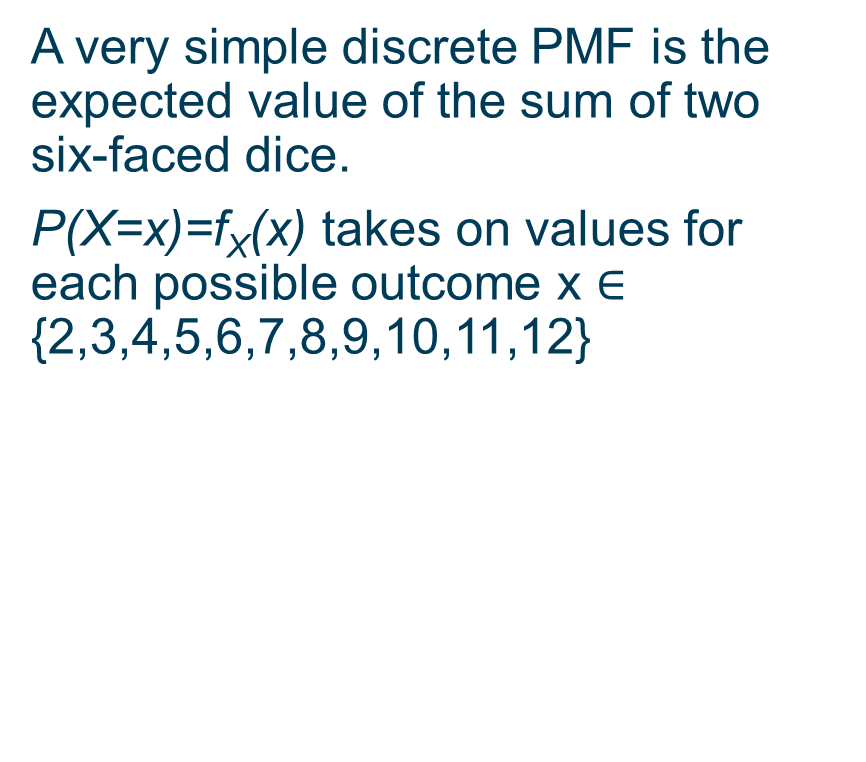 A very simple discrete PMF is the
expected value of the sum of two
six-faced dice.
P(X=x)=fX(x) takes on values for
each possible outcome x ∈
{2,3,4,5,6,7,8,9,10,11,12}